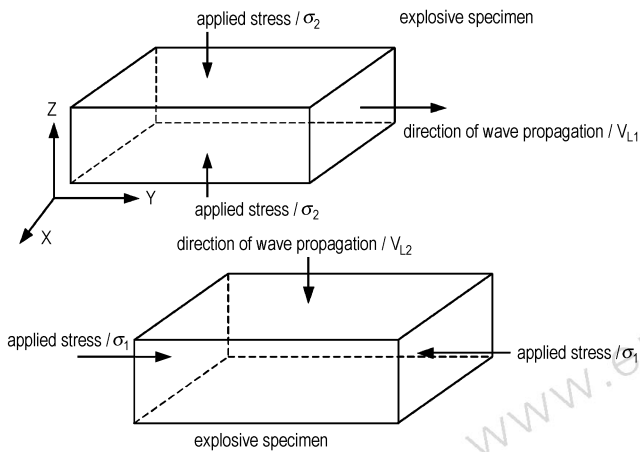 applied stress / σ2
explosive specimen
Z
direction of wave propagation / VL1
Y
applied stress / σ2
X
direction of wave propagation / VL2
applied stress / σ1
applied stress / σ1
explosive specimen